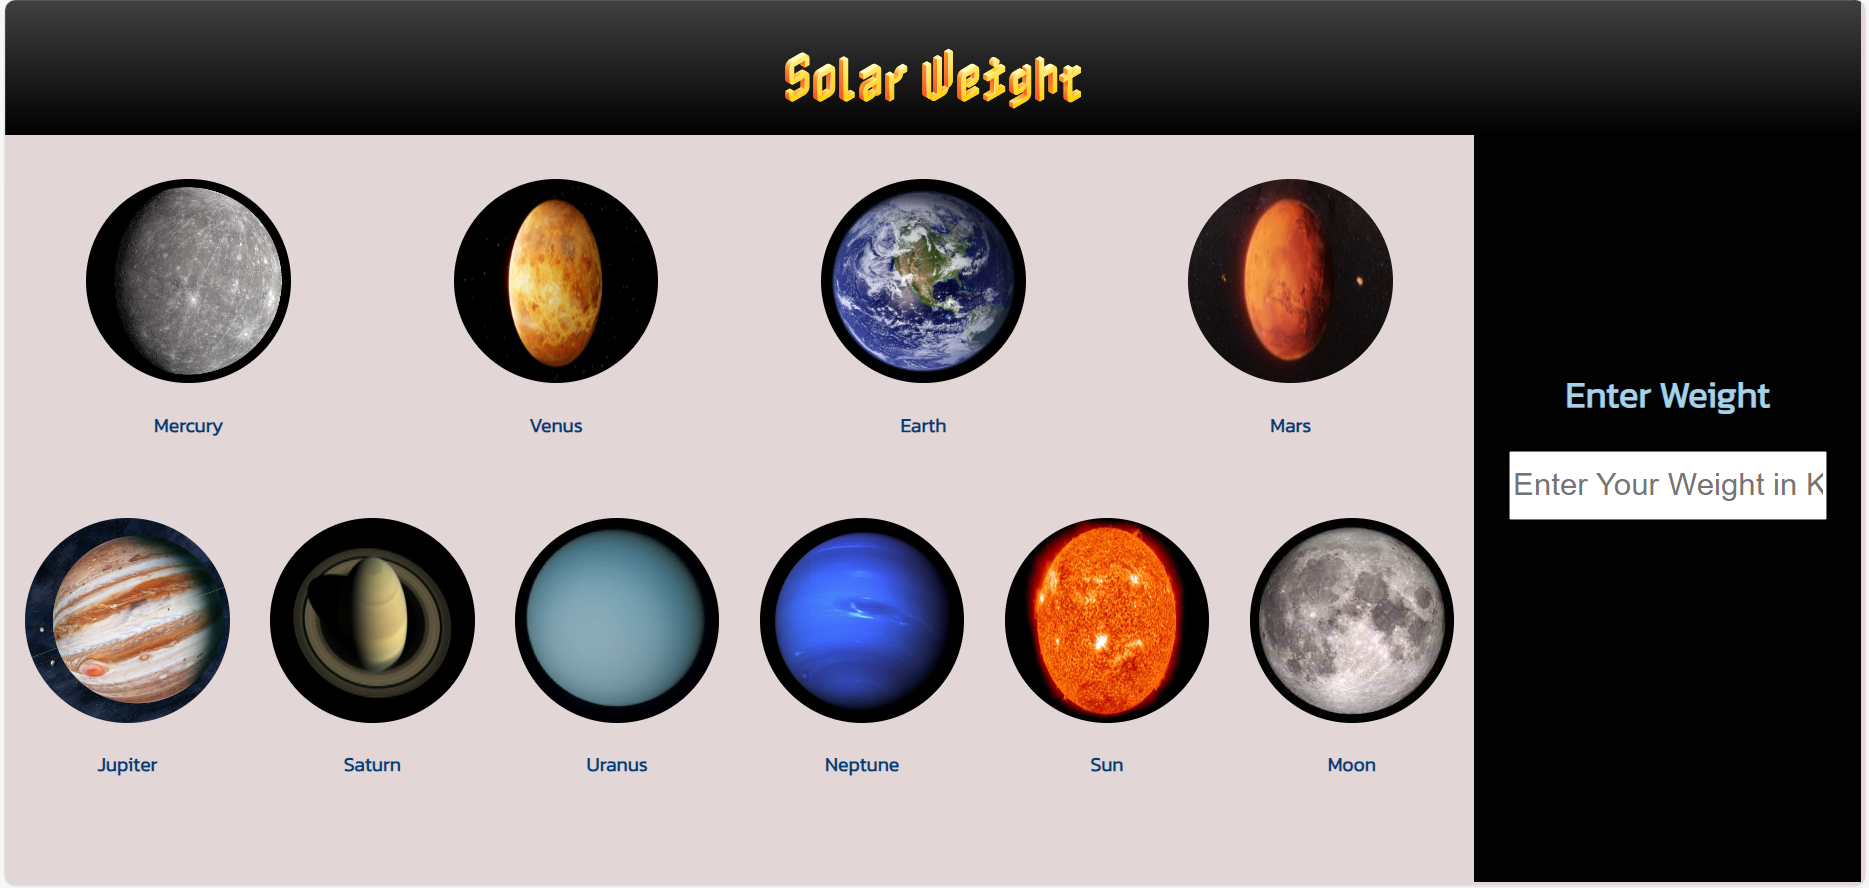 Solar Weight
Mercury
Venus
Earth
Mars
Enter Weight
Enter Your Weight in K
Jupiter
Saturn
Uranus
Neptune
Sun
Moon